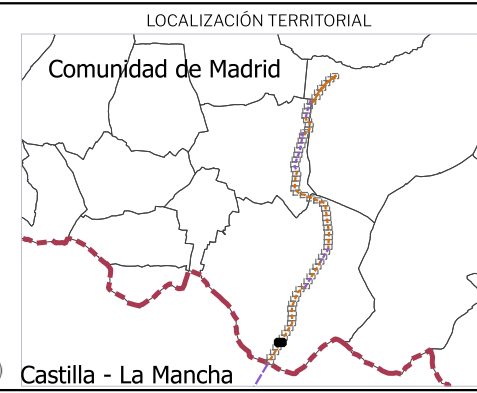 LOCALIZACIÓN TERRITORIAL
Comunidad de Madrid
Castilla - La Mancha